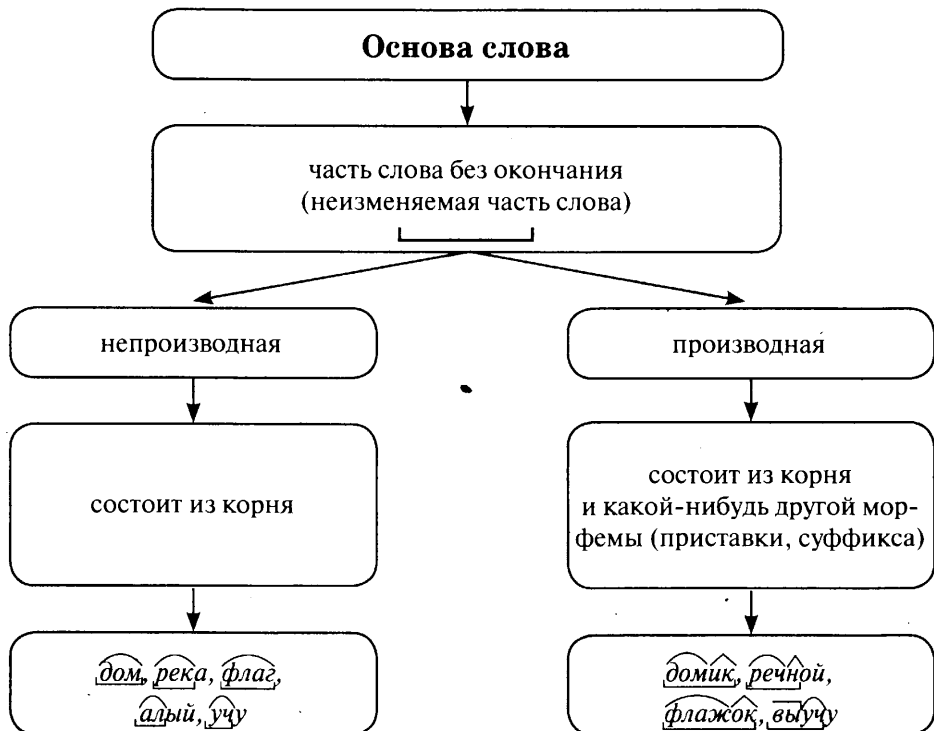 Основа слова
часть слова без окончания
(неизменяемая часть слова)
непроизводная
производная
состоит из корня
состоит из корня
и какой-нибудь другой мор-
фемы (приставки, суффикса)
дом, река, флаг,
алый, учу
домик, речной,
флажок, выучу